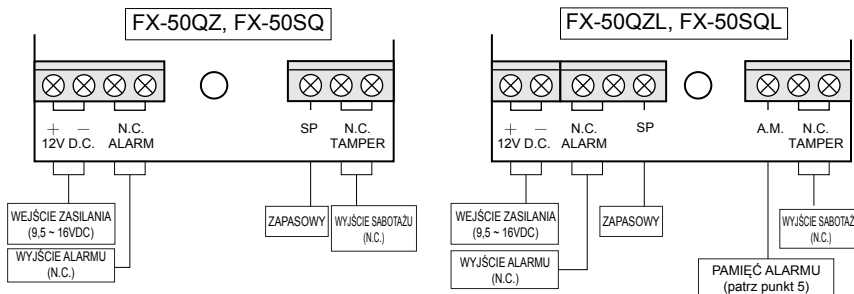 FX-50QZ, FX-50SQ
+ −
12V D.C.
N.C.
ALARM
SP
N.C.
TAMPER
WEJŚCIE ZASILANIA
(9,5 ~ 16VDC)
WYJŚCIE ALARMU
(N.C.)
ZAPASOWY
WYJŚCIE SABOTAŻU
(N.C.)
FX-50QZL, FX-50SQL
+ −
12V D.C.
N.C.
ALARM
SP
A.M.
N.C.
TAMPER
WEJŚCIE ZASILANIA
(9,5 ~ 16VDC)
WYJŚCIE ALARMU
(N.C.)
ZAPASOWY
WYJŚCIE SABOTAŻ
(N.C.)
PAMIĘĆ ALARMU
(patrz punkt 5)